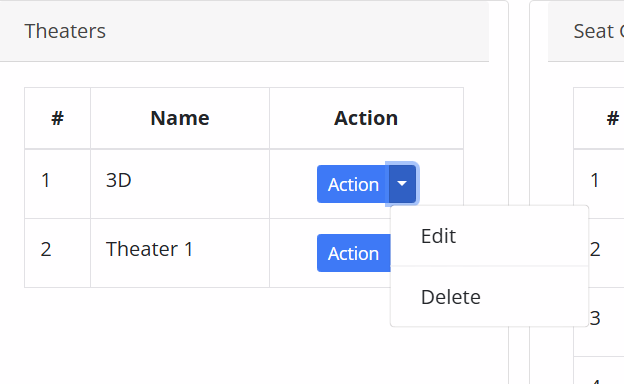 Theaters
# Name Action
1 3D Action
2 Theater 1 Action
Edit
Delete
Seat
#
1
2
3